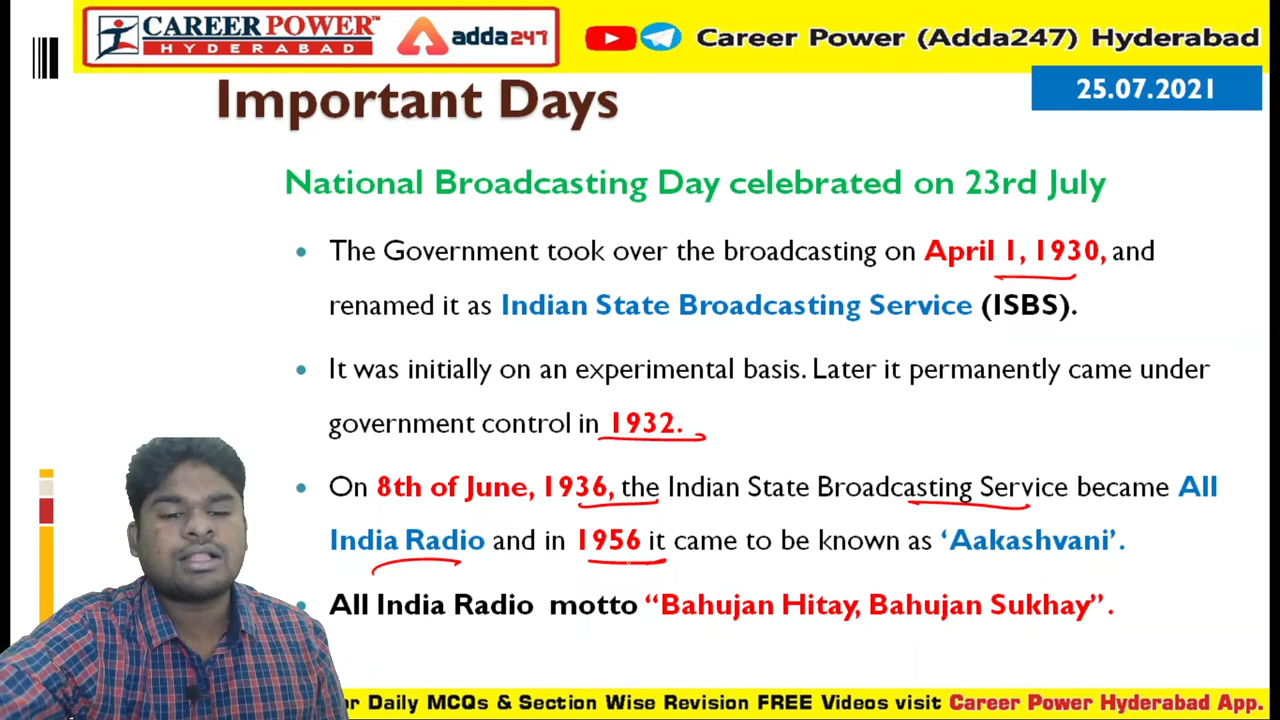 CAREER POWER™
HYDERABAD
adda247
Career Power (Adda247) Hyderabad
Important Days
25.07.2021
National Broadcasting Day celebrated on 23rd July
• The Government took over the broadcasting on April 1, 1930, and
renamed it as Indian State Broadcasting Service (ISBS).
• It was initially on an experimental basis. Later it permanently came under
government control in 1932.
• On 8th of June, 1936, the Indian State Broadcasting Service became All
India Radio and in 1956 it came to be known as ‘Aakashvani’.
• All India Radio motto “Bahujan Hitay, Bahujan Sukhay”.
Daily MCQs & Section Wise Revision FREE Videos visit Career Power Hyderabad App.